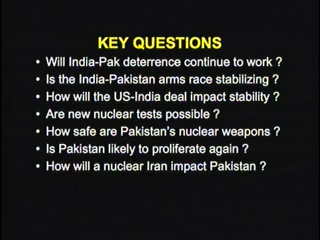 KEY QUESTIONS
• Will India-Pak deterrence continue to work ?
• Is the India-Pakistan arms race stabilizing ?
• How will the US-India deal impact stability ?
• Are new nuclear tests possible ?
• How safe are Pakistan's nuclear weapons ?
• Is Pakistan likely to proliferate again ?
• How will a nuclear Iran impact Pakistan ?